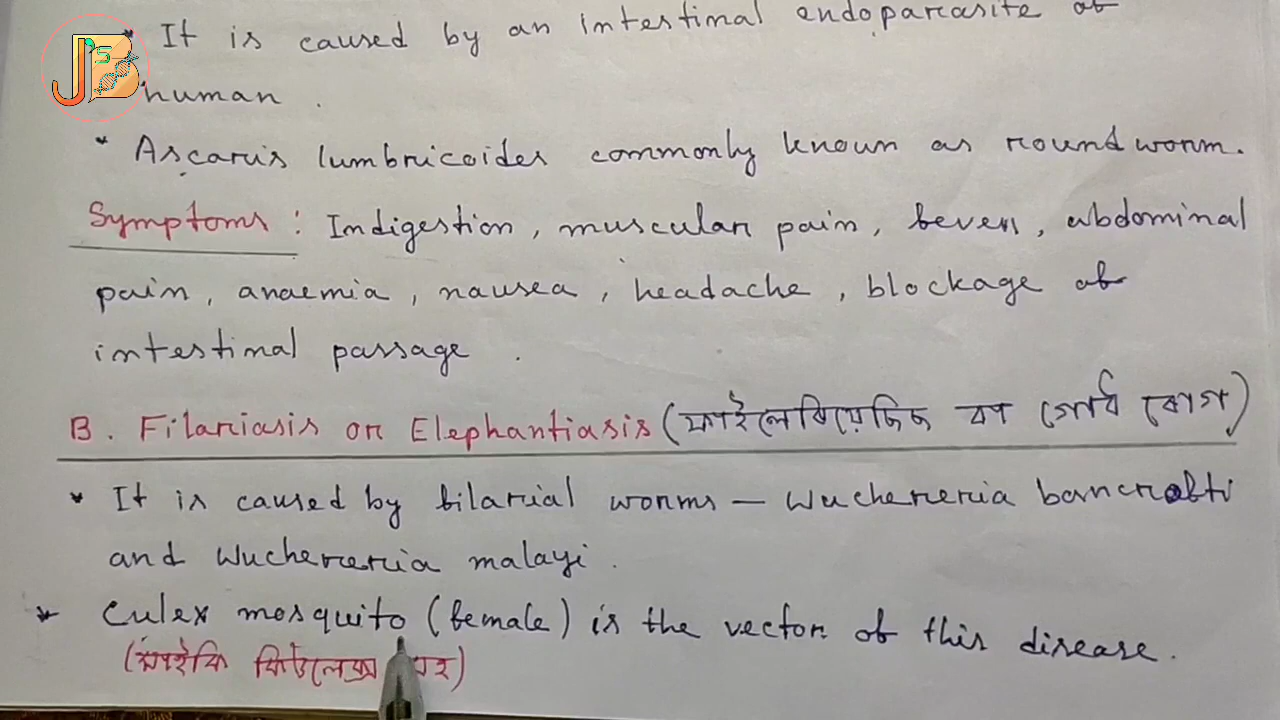 * It is caused by an intestinal endoparasite of
human .
* Ascaris lumbricoides commonly known as roundworm.
Symptoms : Indigestion, muscular pain, fever, abdominal
pain, anaemia, nausea, headache, blockage of
intestinal passage .
B. Filariasis or Elephantiasis (ফাইলেরিয়েসিস বা গোদ রোগ)
* It is caused by filarial worms – Wuchereria bancrofti
and Wuchereria malayi .
* Culex mosquito (female) is the vector of this disease.
কিউলেক্স